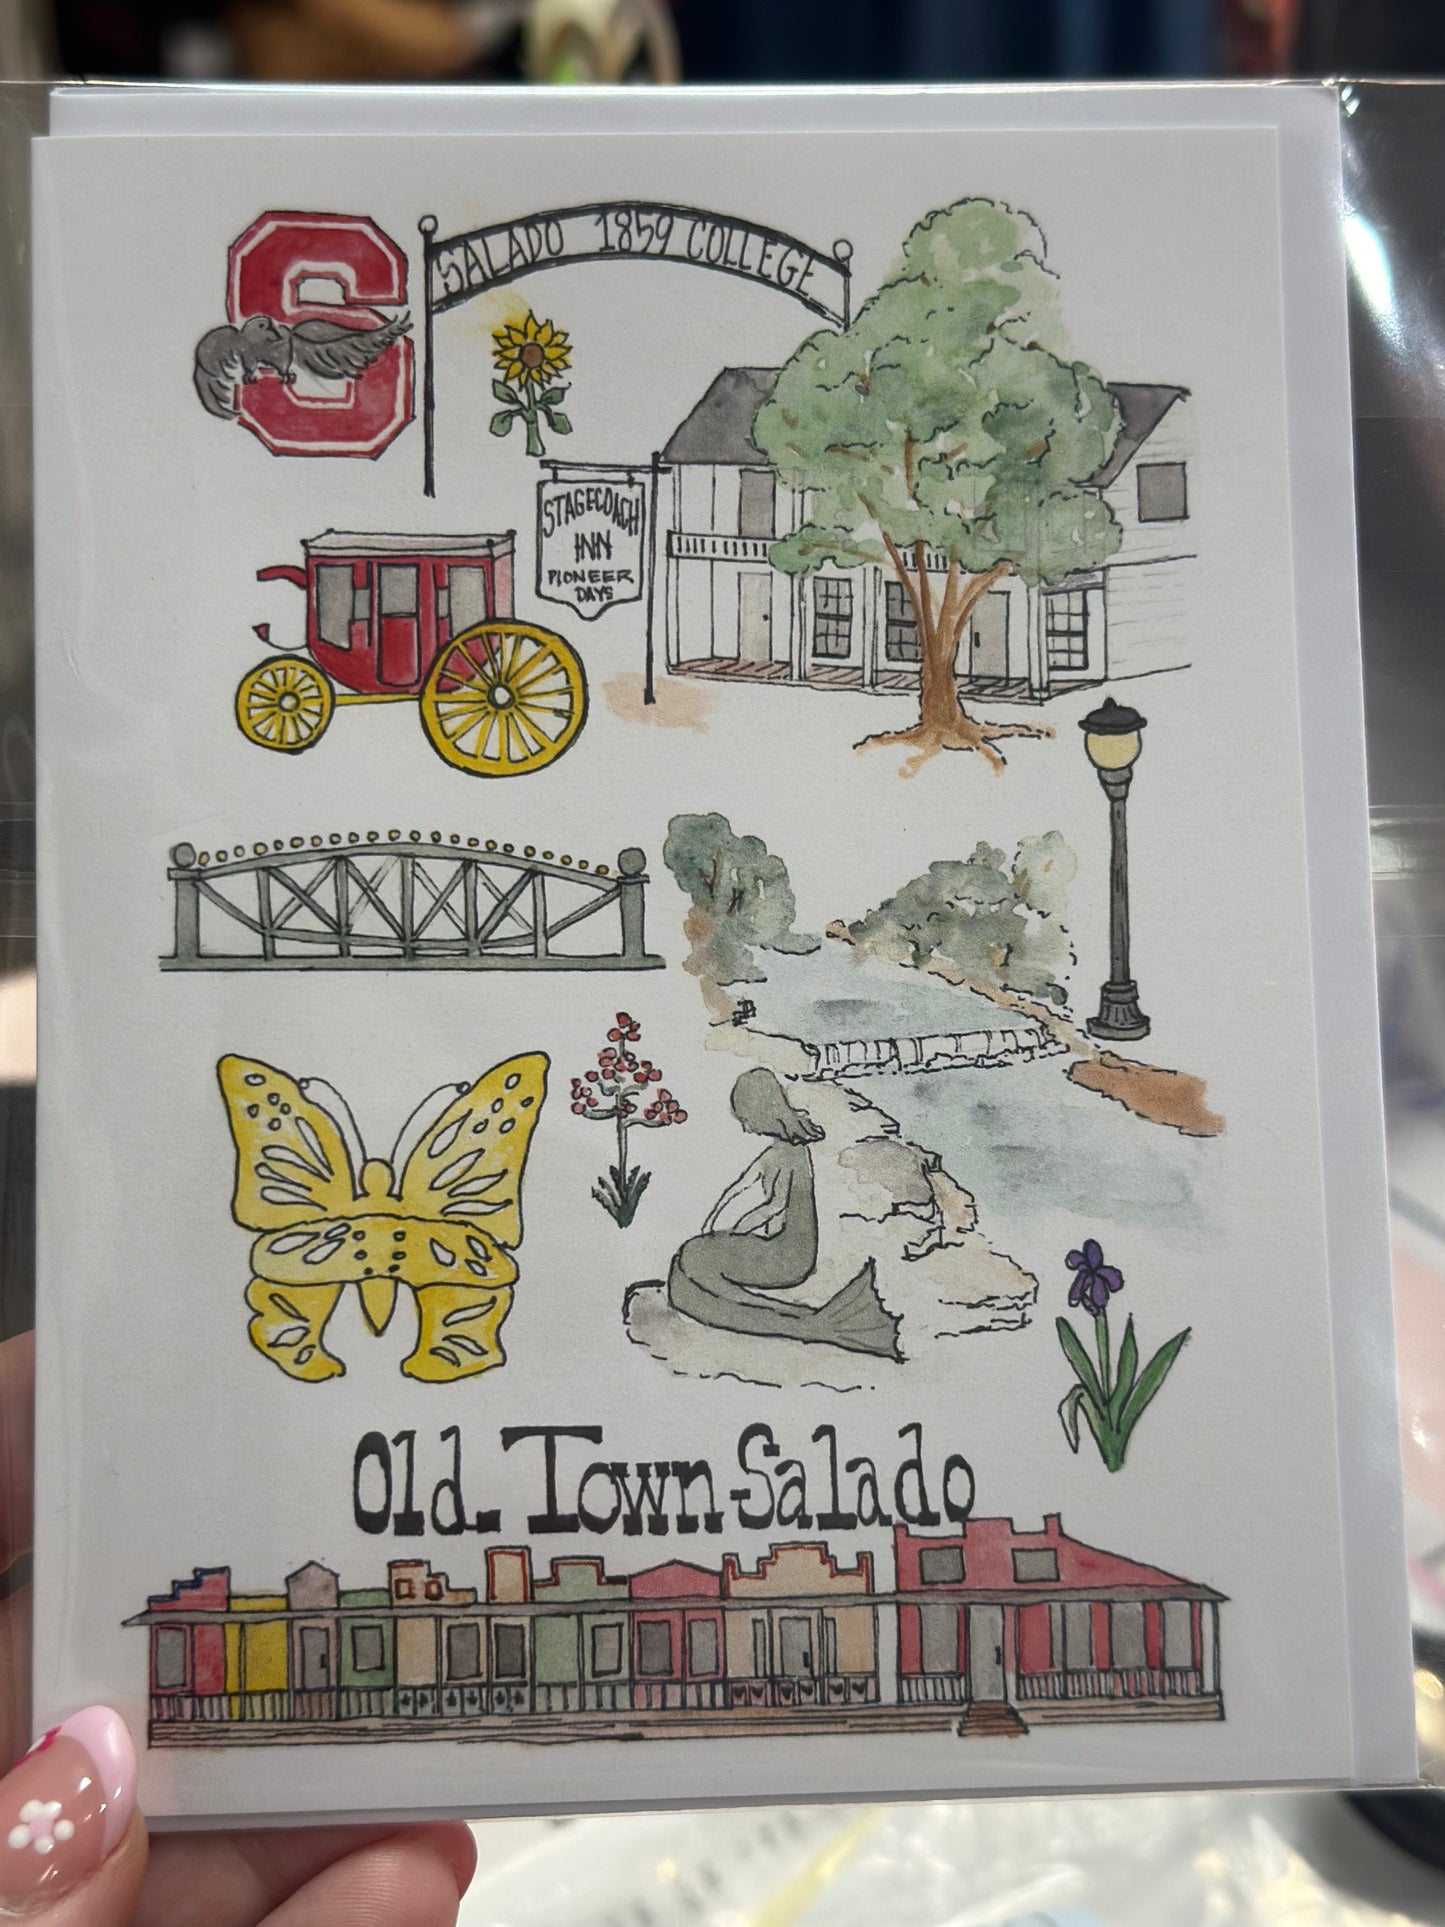 S
SALADO 1859 COLLEGE
STAGECOACH
INN
PIONEER
DAYS
Old Town Salado